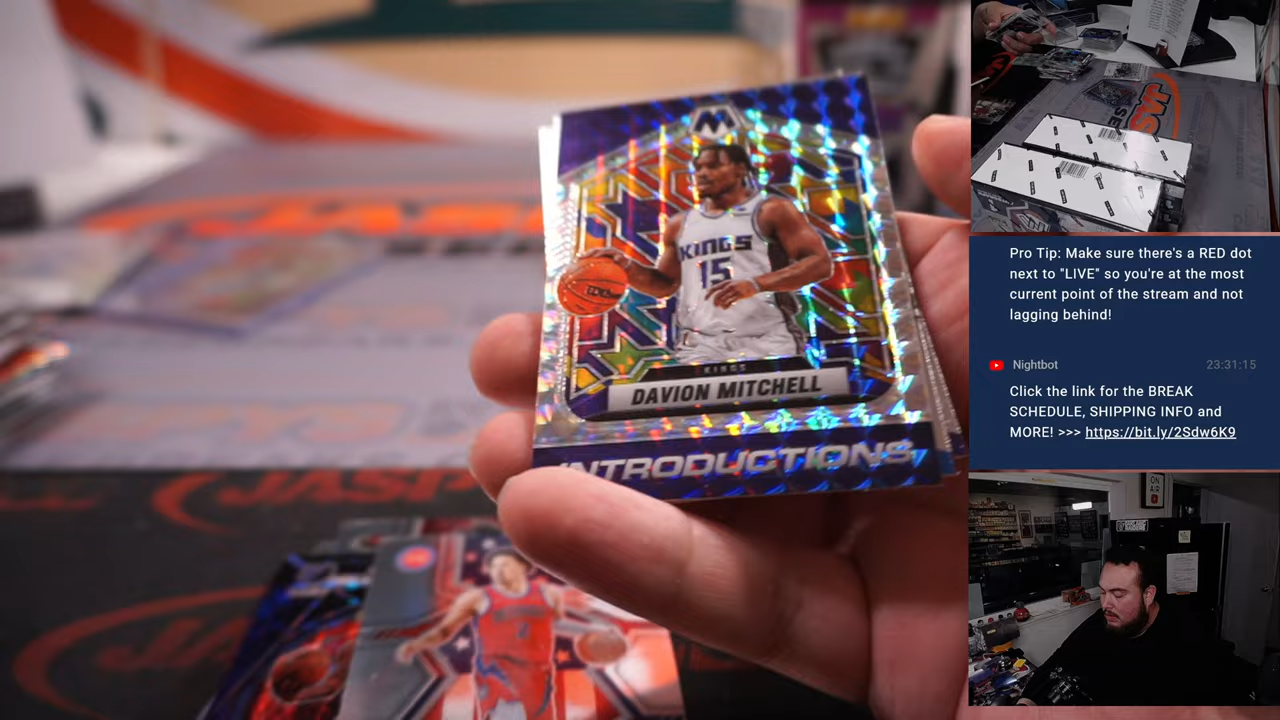 KINGS
15
KINGS
DAVION MITCHELL
INTRODUCTIONS
JASP
Pro Tip: Make sure there's a RED dot
next to "LIVE" so you're at the most
current point of the stream and not
lagging behind!
Nightbot
23:31:15
Click the link for the BREAK
SCHEDULE, SHIPPING INFO and
MORE! >>> https://bit.ly/2Sdw6K9
ON
AIR